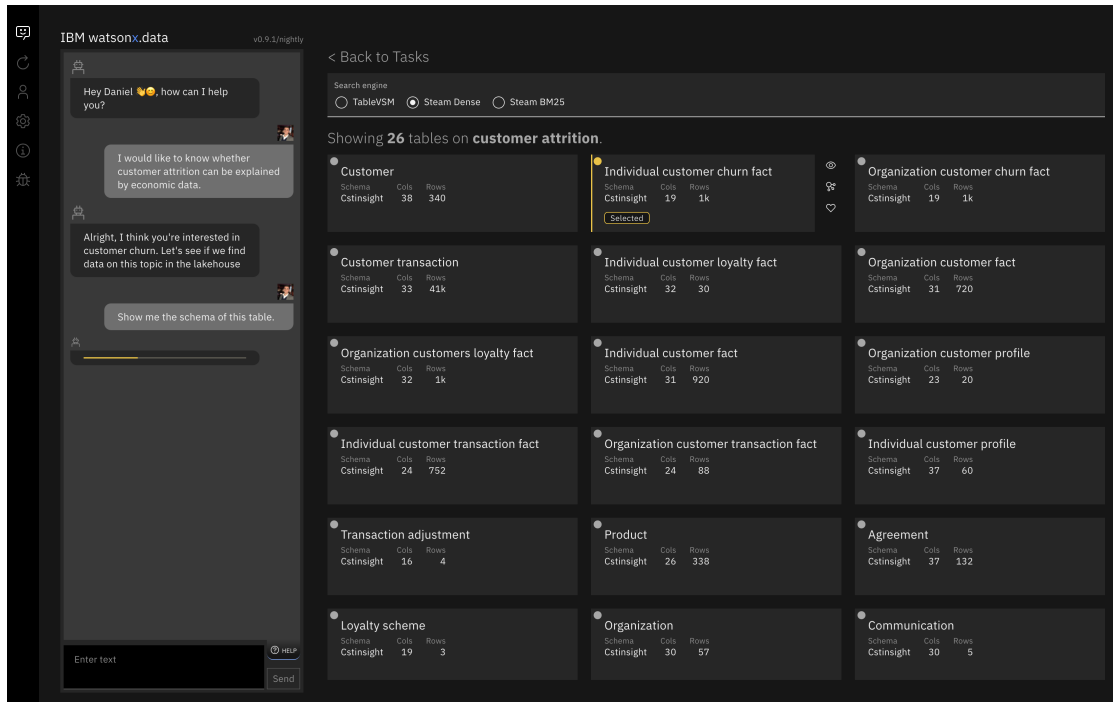 IBM watsonx.data
v0.9.1/nightly
Hey Daniel 👋😀, how can I help
you?
I would like to know whether
customer attrition can be explained
by economic data.
Alright, I think you're interested in
customer churn. Let's see if we find
data on this topic in the lakehouse
Show me the schema of this table.
Enter text
HELP
Send
< Back to Tasks
Search engine
TableVSM Steam Dense Steam BM25
Showing 26 tables on customer attrition.
Customer
Schema Cols Rows
Cstinsight 38 340
Individual customer churn fact
Schema Cols Rows
Cstinsight 19 1k
Selected
Organization customer churn fact
Schema Cols Rows
Cstinsight 19 1k
Customer transaction
Schema Cols Rows
Cstinsight 33 41k
Individual customer loyalty fact
Schema Cols Rows
Cstinsight 32 30
Organization customer fact
Schema Cols Rows
Cstinsight 31 720
Organization customers loyalty fact
Schema Cols Rows
Cstinsight 32 1k
Individual customer fact
Schema Cols Rows
Cstinsight 31 920
Organization customer profile
Schema Cols Rows
Cstinsight 23 20
Individual customer transaction fact
Schema Cols Rows
Cstinsight 24 752
Organization customer transaction fact
Schema Cols Rows
Cstinsight 24 88
Individual customer profile
Schema Cols Rows
Cstinsight 37 60
Transaction adjustment
Schema Cols Rows
Cstinsight 16 4
Product
Schema Cols Rows
Cstinsight 26 338
Agreement
Schema Cols Rows
Cstinsight 37 132
Loyalty scheme
Schema Cols Rows
Cstinsight 19 3
Organization
Schema Cols Rows
Cstinsight 30 57
Communication
Schema Cols Rows
Cstinsight 30 5